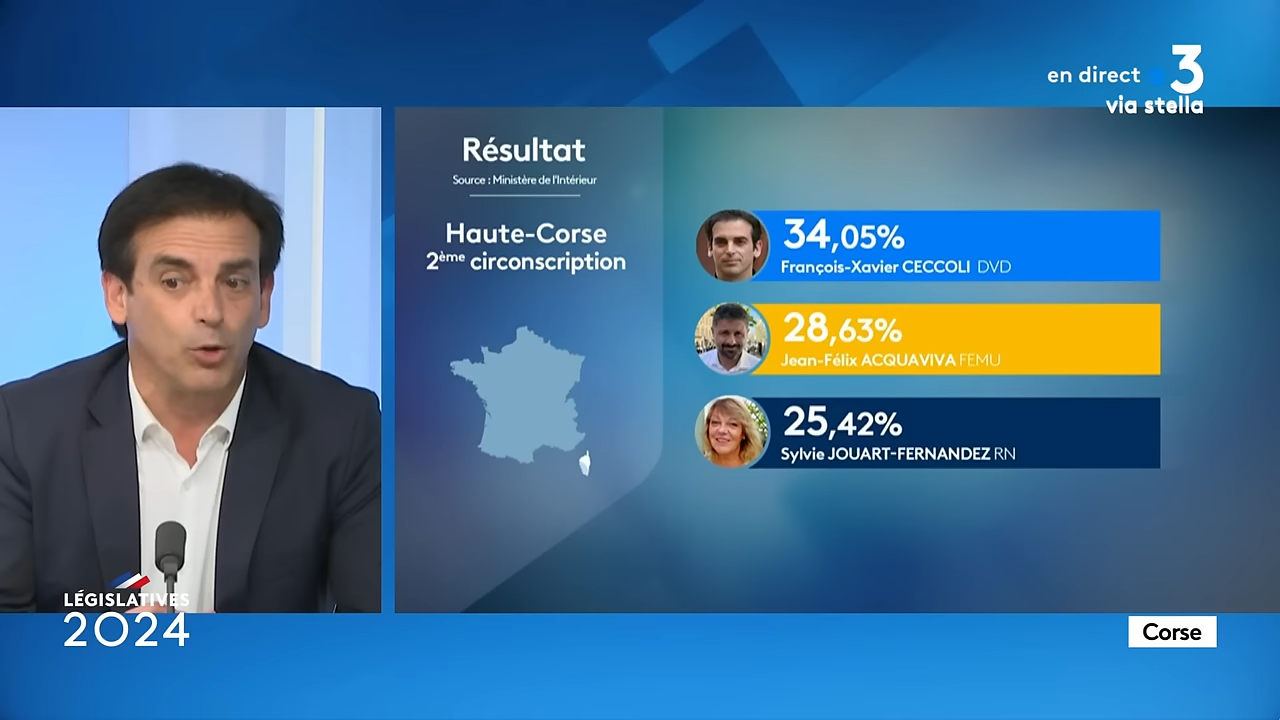 en direct 3
via stella
Résultat
Source : Ministère de l'Intérieur
Haute-Corse
2ème circonscription
34,05%
François-Xavier CECCOLI DVD
28,63%
Jean-Félix ACQUAVIVA FEMU
25,42%
Sylvie JOUART-FERNANDEZ RN
LÉGISLATIVES
2024
Corse